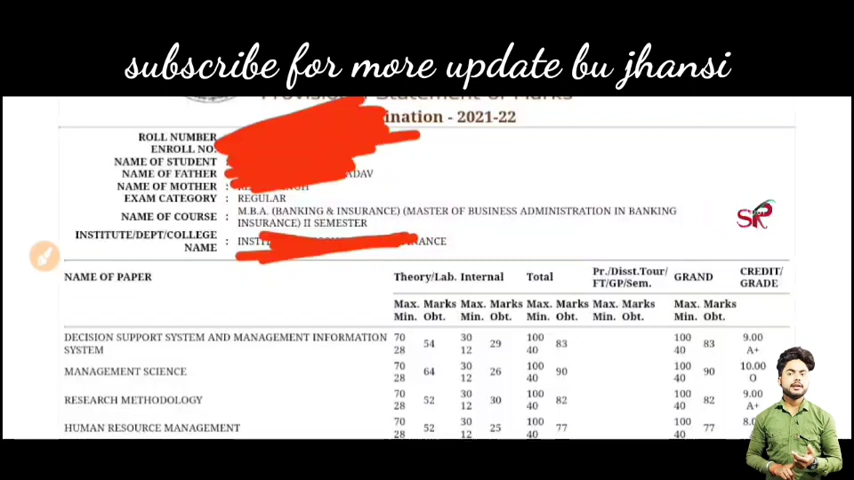 subscribe for more update bu jhansi
ination - 2021-22
ROLL NUMBER
ENROLL NO.
NAME OF STUDENT :
NAME OF FATHER ADAV
NAME OF MOTHER :
EXAM CATEGORY : REGULAR
NAME OF COURSE : M.B.A. (BANKING & INSURANCE) (MASTER OF BUSINESS ADMINISTRATION IN BANKING
INSURANCE) II SEMESTER
INSTITUTE/DEPT/COLLEGE
NAME : INSTI NANCE
NAME OF PAPER Theory/Lab. Internal Total Pr./Disst.Tour/ FT/GP/Sem. GRAND CREDIT/ GRADE
Max. Marks Max. Marks Max. Marks Max. Marks Max. Marks
Min. Obt. Min. Obt. Min. Obt. Min. Obt. Min. Obt.
DECISION SUPPORT SYSTEM AND MANAGEMENT INFORMATION 70 54 30 29 100 83 100 83 9.00
SYSTEM 28 12 40 40 A+
MANAGEMENT SCIENCE 70 64 30 26 100 90 100 90 10.00
28 12 40 40 O
RESEARCH METHODOLOGY 70 52 30 30 100 82 100 82 9.00
28 12 40 40 A+
HUMAN RESOURCE MANAGEMENT 70 52 30 25 100 77 100 77 8.0
28 12 40 40